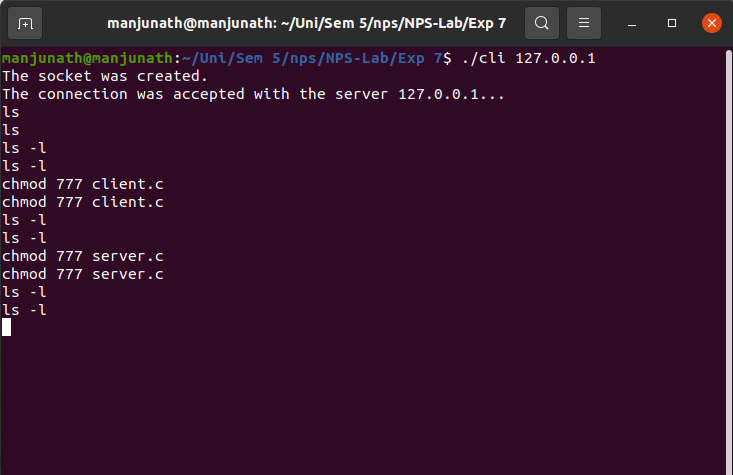 manjunath@manjunath: ~/Uni/Sem 5/nps/NPS-Lab/Exp 7
manjunath@manjunath:~/Uni/Sem 5/nps/NPS-Lab/Exp 7$ ./cli 127.0.0.1
The socket was created.
The connection was accepted with the server 127.0.0.1...
ls
ls
ls -l
ls -l
chmod 777 client.c
chmod 777 client.c
ls -l
ls -l
chmod 777 server.c
chmod 777 server.c
ls -l
ls -l